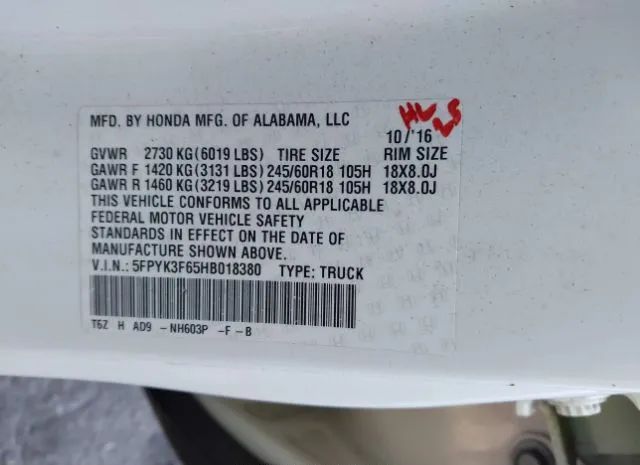 MFD. BY HONDA MFG. OF ALABAMA, LLC
10/'16
GVWR 2730 KG(6019 LBS) TIRE SIZE RIM SIZE
GAWR F 1420 KG(3131 LBS) 245/60R18 105H 18X8.0J
GAWR R 1460 KG(3219 LBS) 245/60R18 105H 18X8.0J
THIS VEHICLE CONFORMS TO ALL APPLICABLE
FEDERAL MOTOR VEHICLE SAFETY
STANDARDS IN EFFECT ON THE DATE OF
MANUFACTURE SHOWN ABOVE.
V.I.N.: 5FPYK3F65HB018380 TYPE: TRUCK
T6Z H AD9 -NH603P -F-B